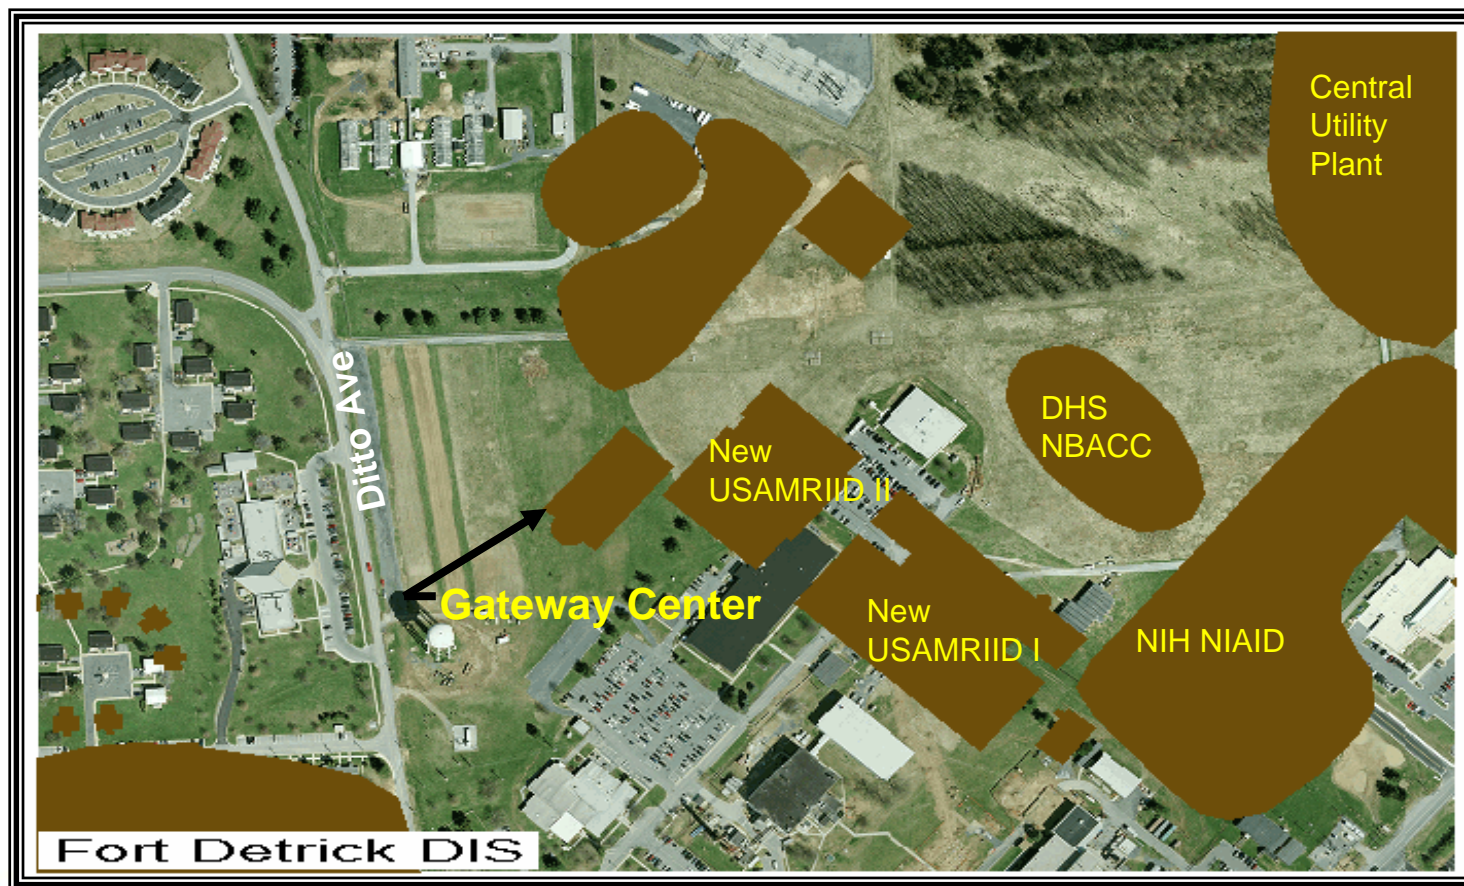 Central
Utility
Plant
Ditto Ave
DHS
NBACC
New
USAMRIID II
Gateway Center
New
USAMRIID I
NIH NIAID
Fort Detrick DIS